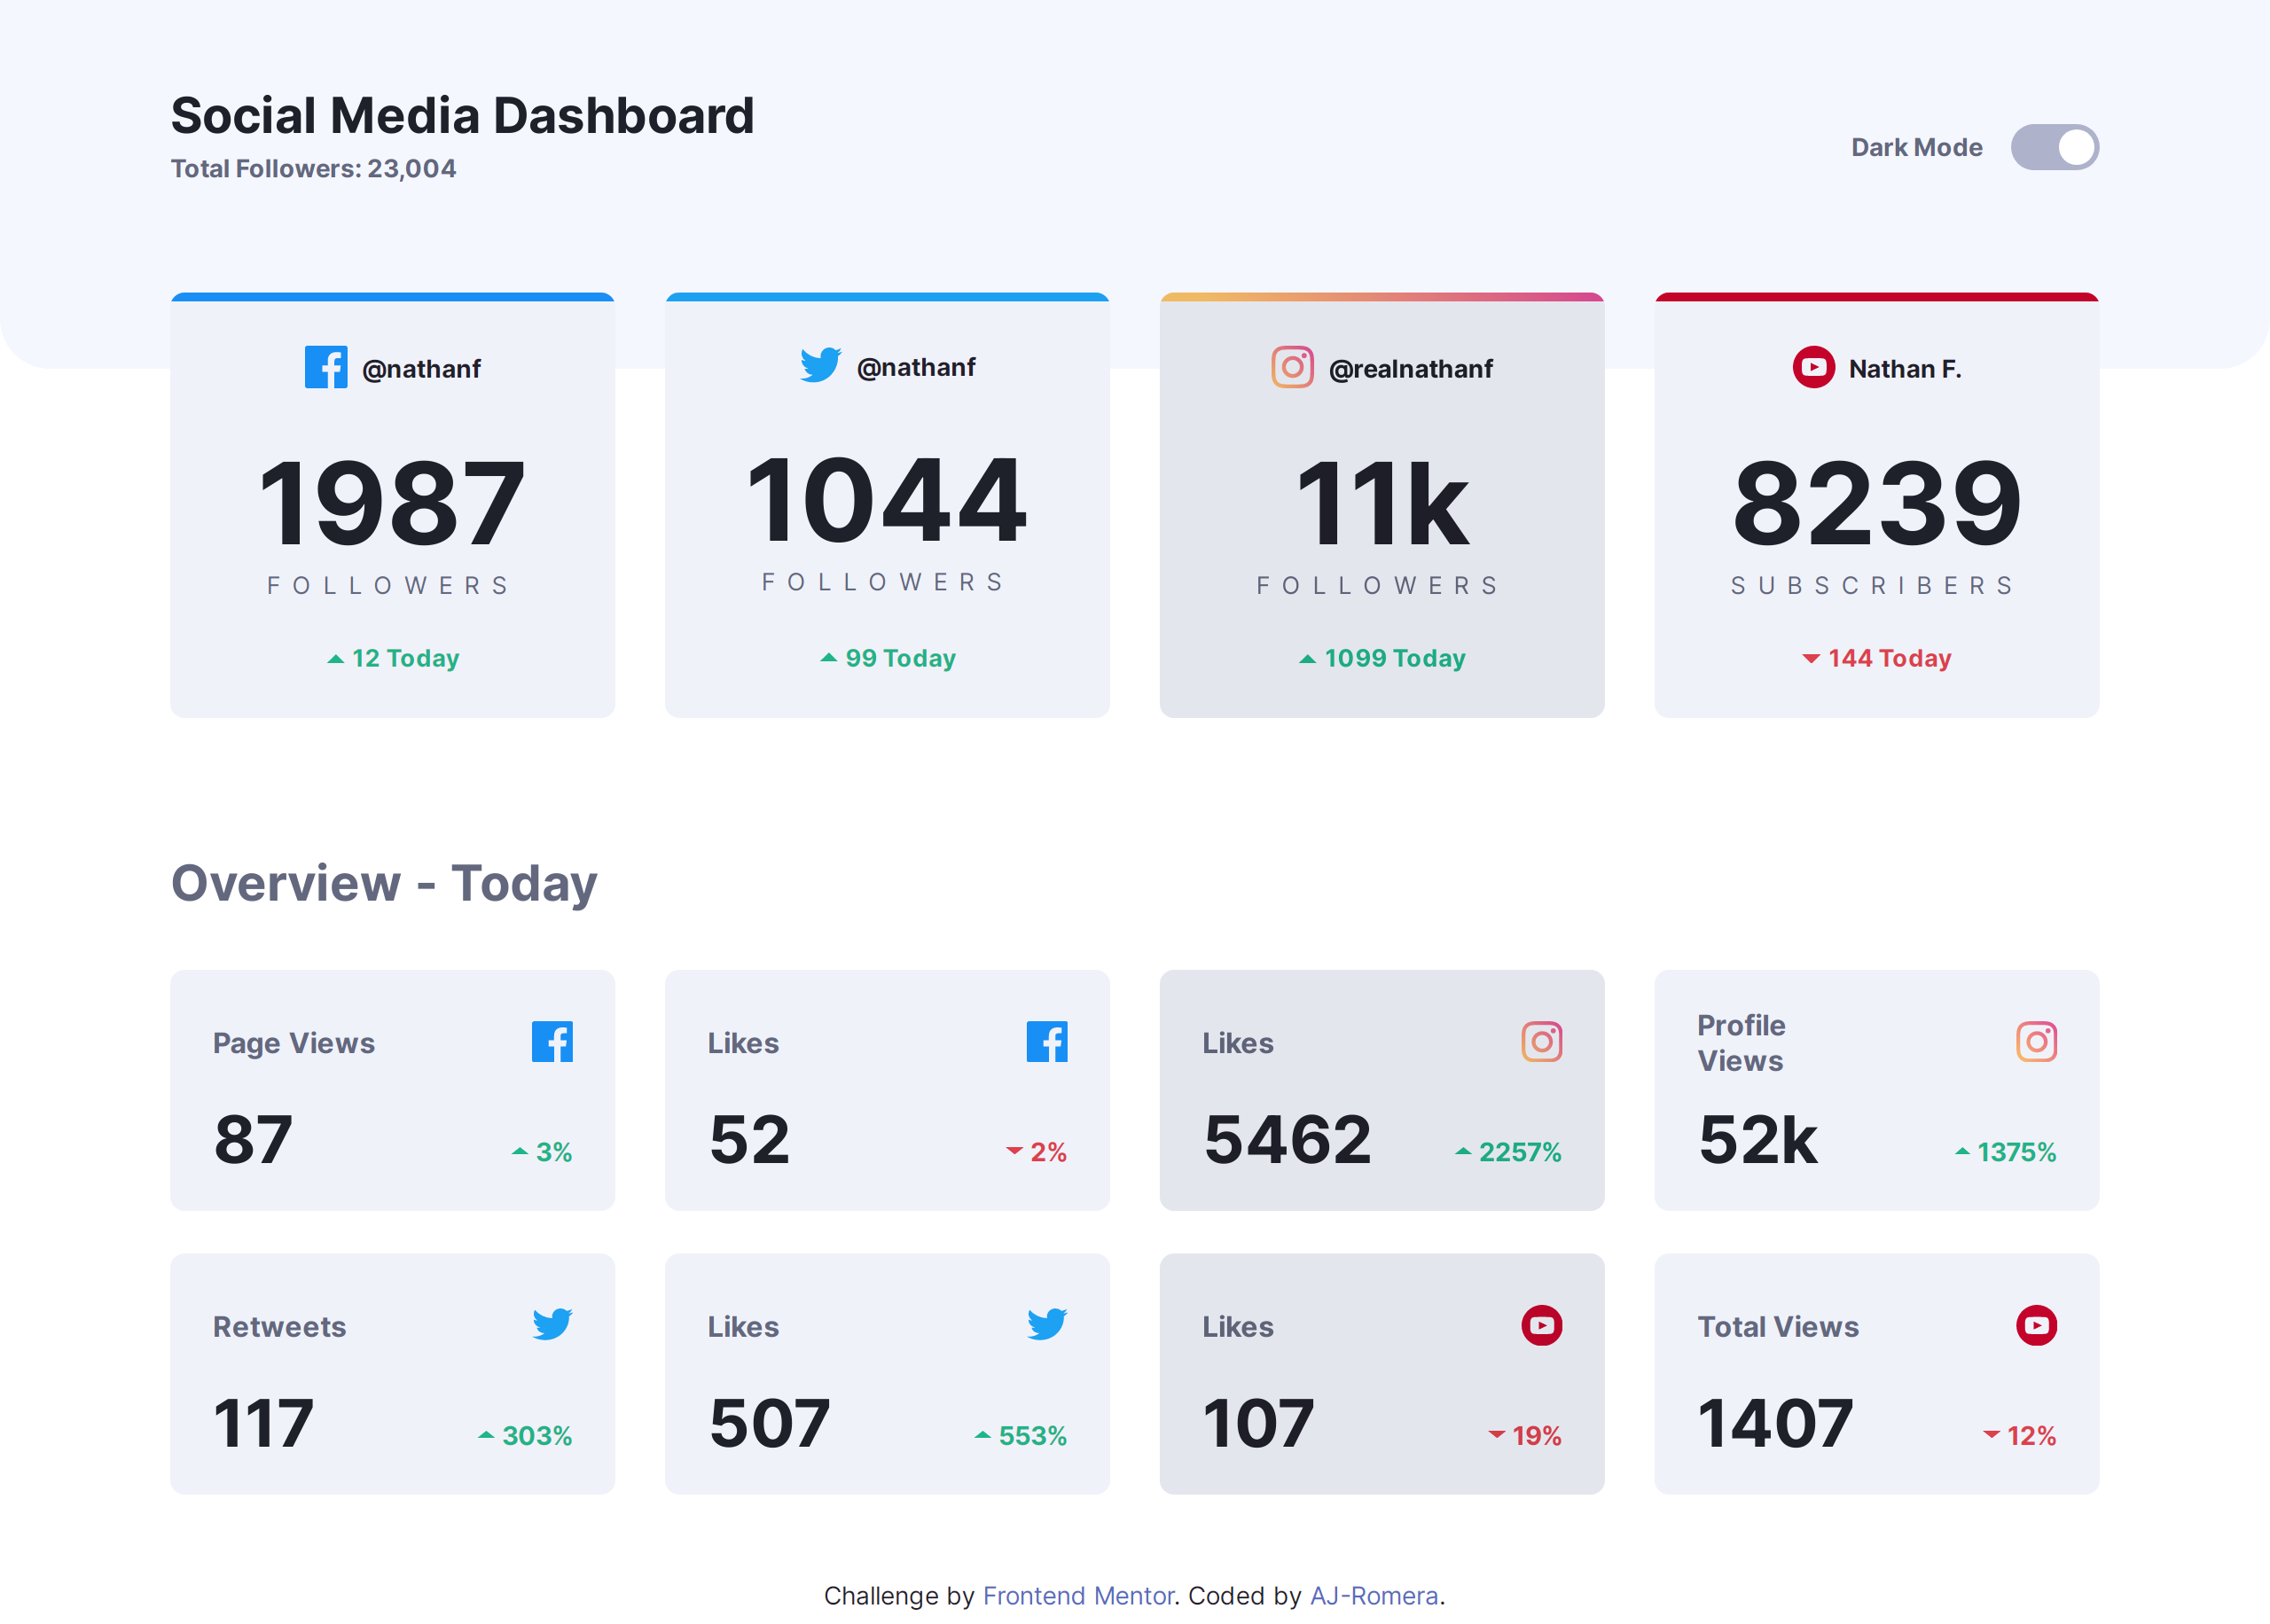 Social Media Dashboard
Total Followers: 23,004
Dark Mode
@nathanf
1987
FOLLOWERS
12 Today
@nathanf
1044
FOLLOWERS
99 Today
@realnathanf
11k
FOLLOWERS
1099 Today
Nathan F.
8239
SUBSCRIBERS
144 Today
Overview - Today
Page Views
87
3%
Likes
52
2%
Likes
5462
2257%
Profile
Views
52k
1375%
Retweets
117
303%
Likes
507
553%
Likes
107
19%
Total Views
1407
12%
Challenge by Frontend Mentor. Coded by AJ-Romera.